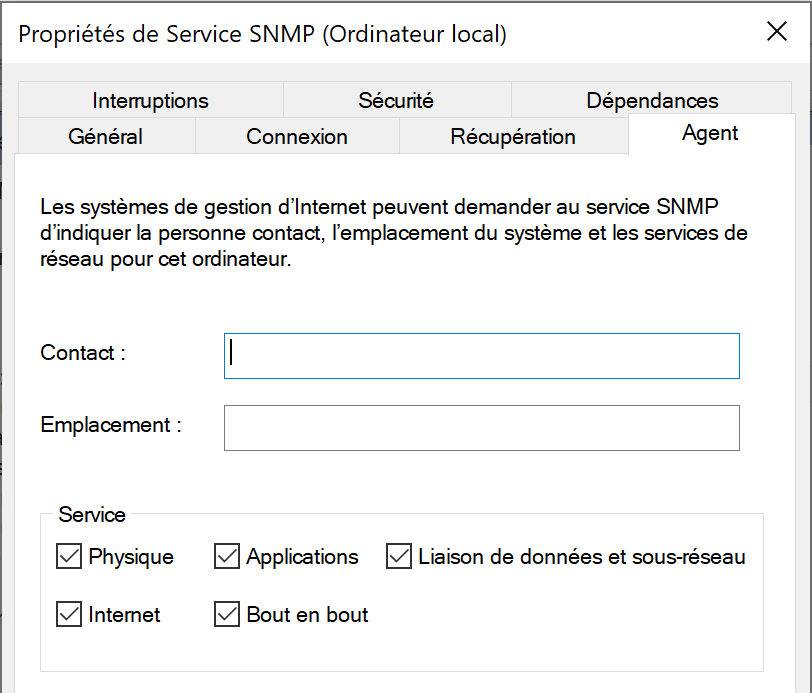 Propriétés de Service SNMP (Ordinateur local)
Interruptions Sécurité Dépendances
Général Connexion Récupération Agent
Les systèmes de gestion d’Internet peuvent demander au service SNMP
d’indiquer la personne contact, l’emplacement du système et les services de
réseau pour cet ordinateur.
Contact :
Emplacement :
Service
Physique Applications Liaison de données et sous-réseau
Internet Bout en bout